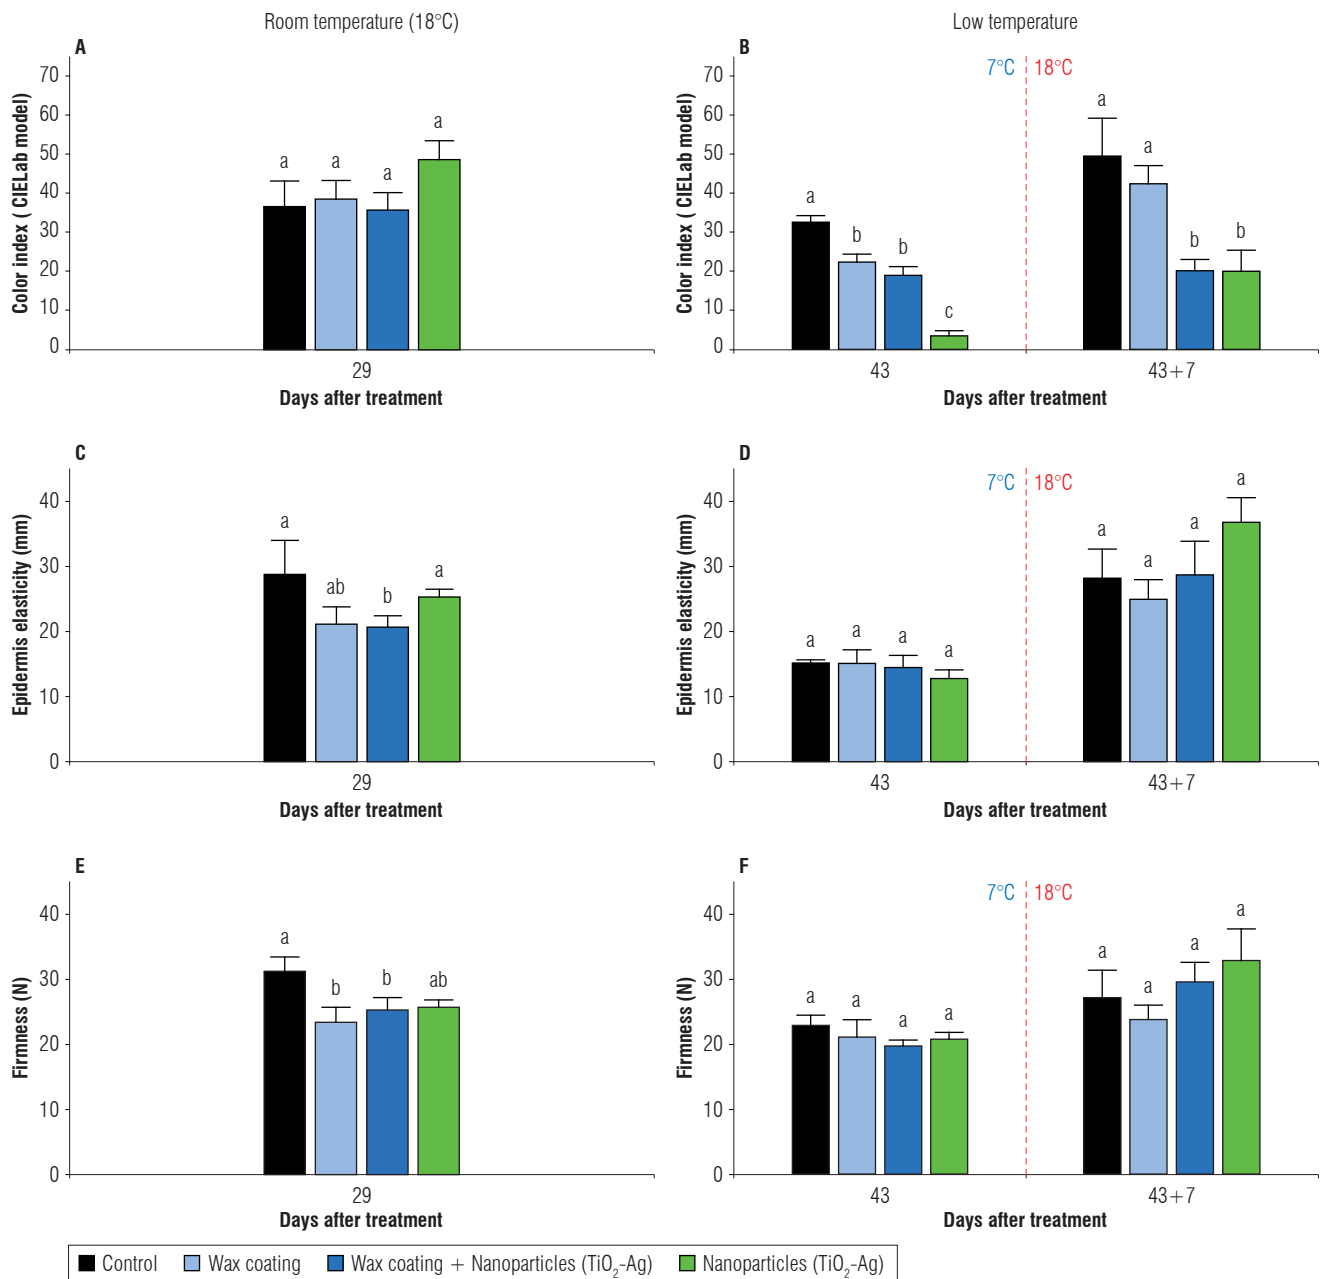 Room temperature (18°C)
Low temperature
A
Color index ( CIELab model)
70
60
50
40
30
20
10
0
a
a
a
a
29
Days after treatment
B
7°C 18°C
Color index ( CIELab model)
70
60
50
40
30
20
10
0
a
b
b
c
a
a
b
b
43
43+7
Days after treatment
C
Epidermis elasticity (mm)
40
30
20
10
0
a
ab
b
a
29
Days after treatment
D
7°C 18°C
Epidermis elasticity (mm)
40
30
20
10
0
a
a
a
a
a
a
a
a
43
43+7
Days after treatment
E
Firmness (N)
40
30
20
10
0
a
b
b
ab
29
Days after treatment
F
7°C 18°C
Firmness (N)
40
30
20
10
0
a
a
a
a
a
a
a
a
43
43+7
Days after treatment
Control Wax coating Wax coating + Nanoparticles (TiO₂-Ag) Nanoparticles (TiO₂-Ag)